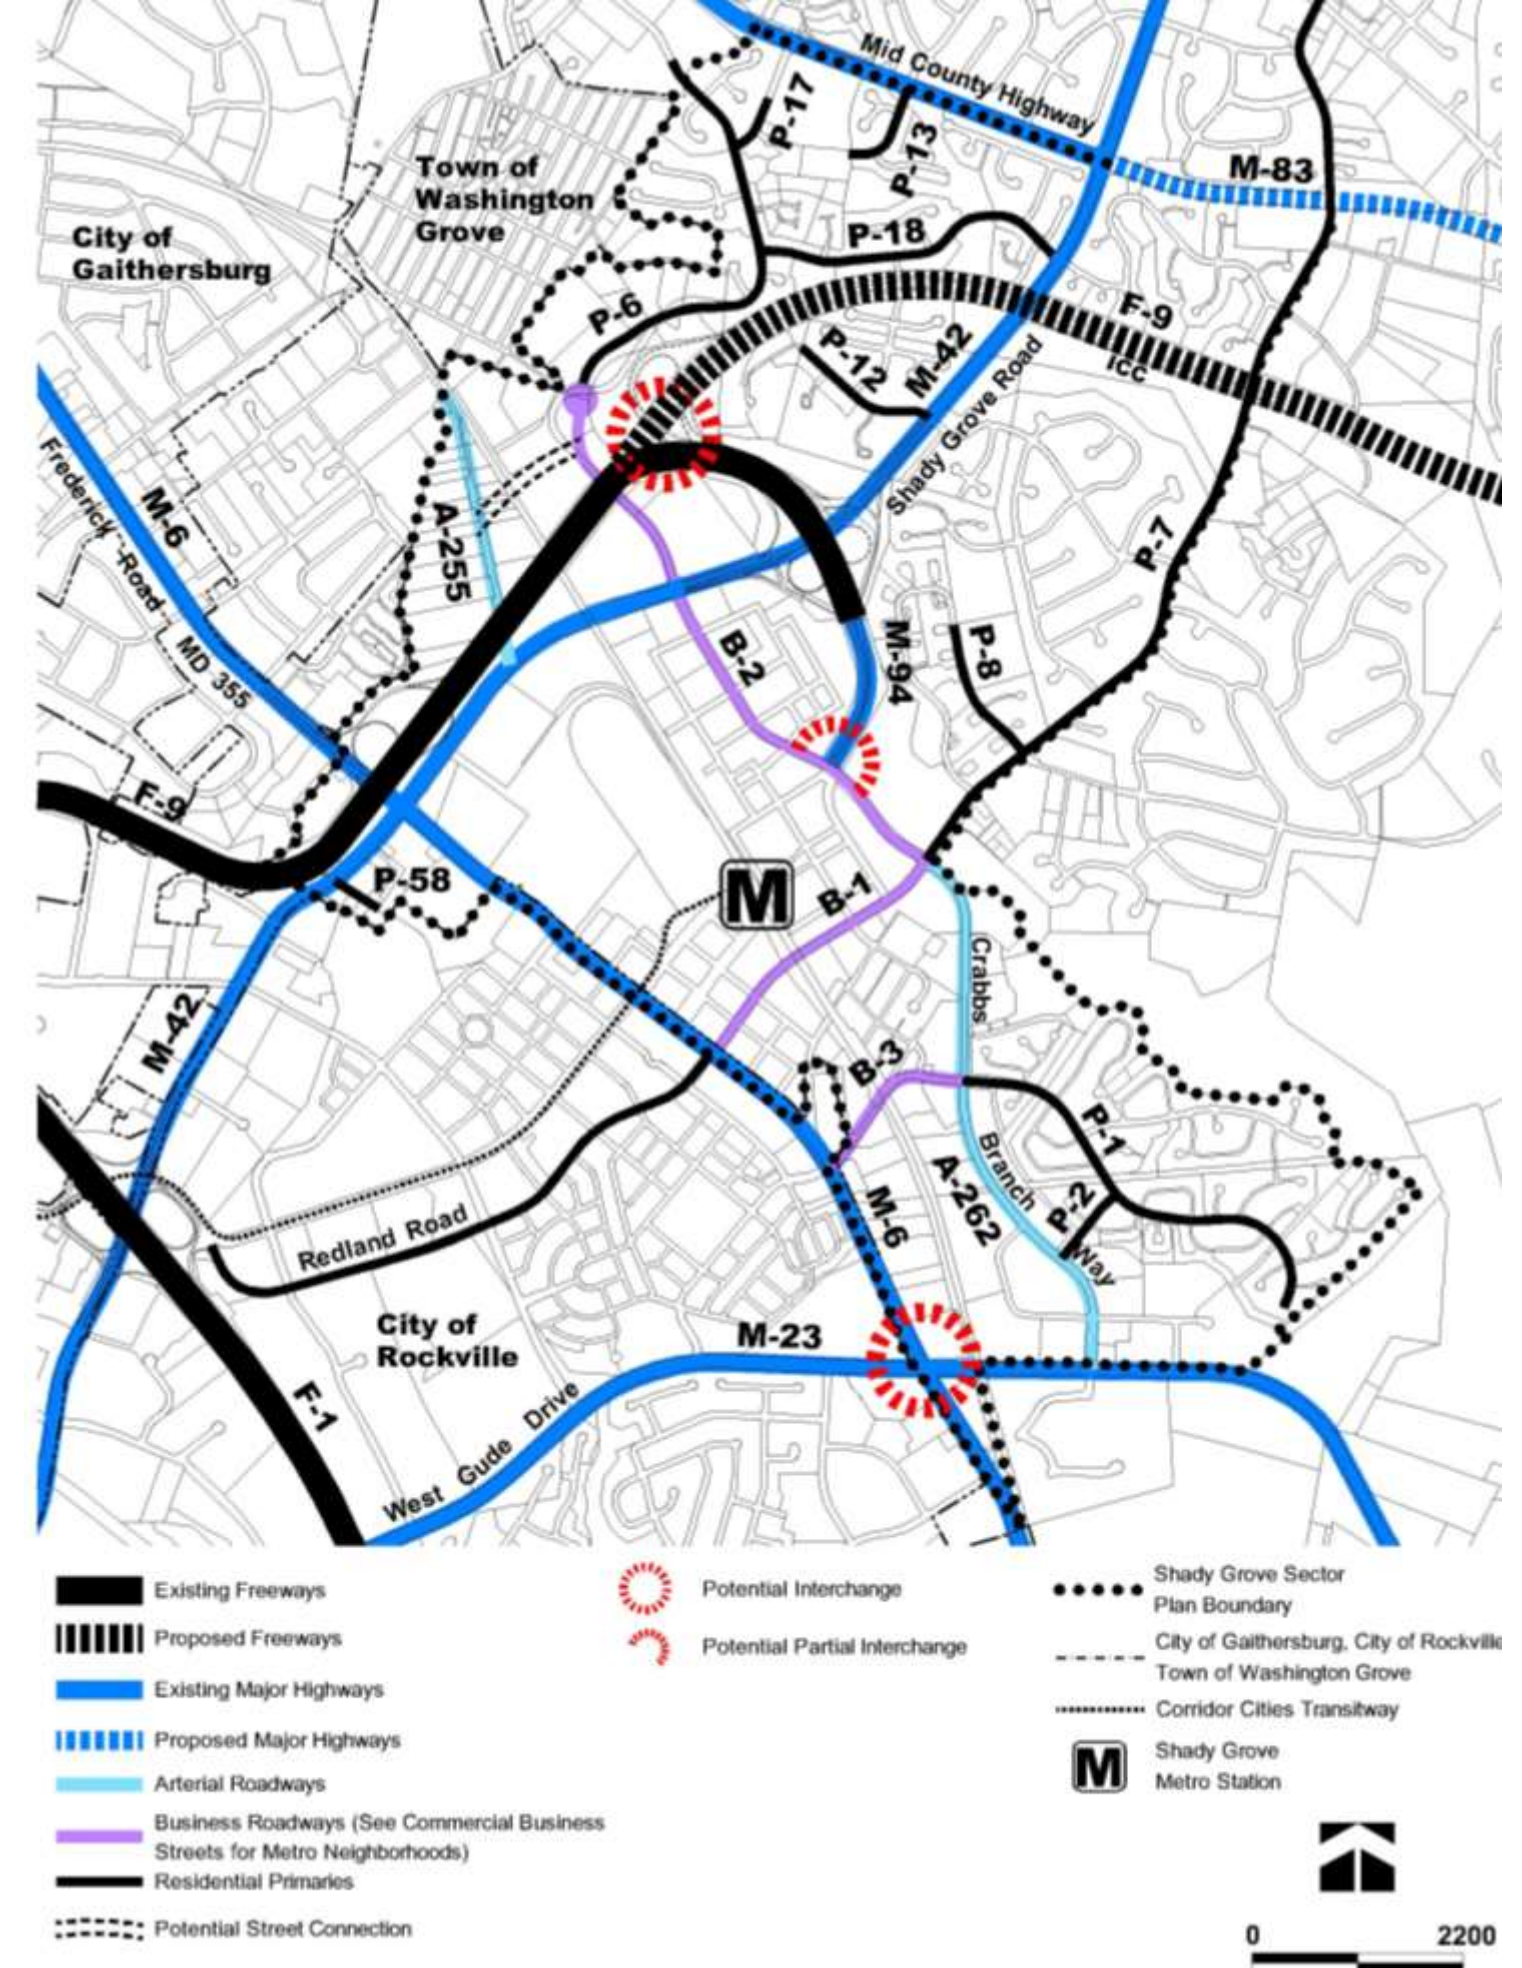 Mid County Highway
P-17
P-13
M-83
Town of
Washington
Grove
City of
Gaithersburg
P-18
P-6
F-9
ICC
P-12
M-42
Shady Grove Road
Frederick Road MD 355
M-6
A-255
P-7
B-2
M-94
P-8
F-9
P-58
M
B-1
Crabbs
M-42
B-3
P-1
Branch
P-2
A-262
Way
M-6
Redland Road
City of
Rockville
M-23
F-1
West Gude Drive
Existing Freeways
Proposed Freeways
Existing Major Highways
Proposed Major Highways
Arterial Roadways
Business Roadways (See Commercial Business
Streets for Metro Neighborhoods)
Residential Primaries
Potential Street Connection
Potential Interchange
Potential Partial Interchange
Shady Grove Sector
Plan Boundary
City of Gaithersburg, City of Rockville
Town of Washington Grove
Corridor Cities Transitway
M
Shady Grove
Metro Station
0 2200